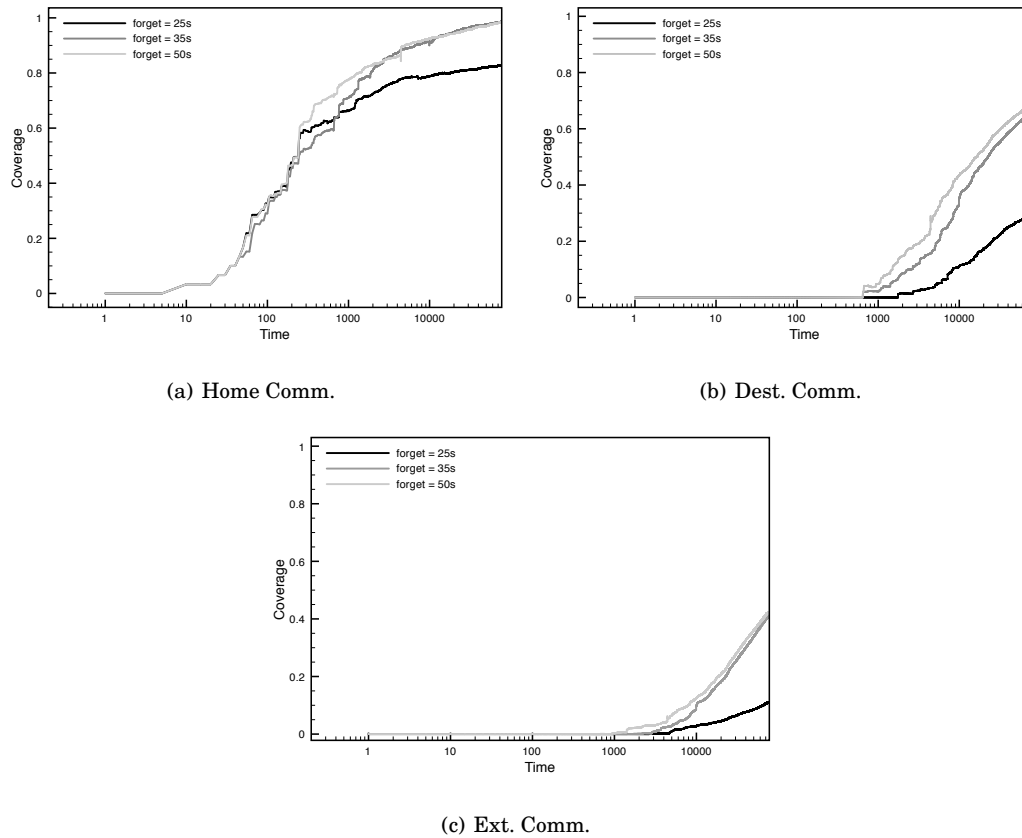 1
forget = 25s
forget = 35s
0.8
forget = 50s
0.6
Coverage
0.4
0.2
0
1 10 100 1000 10000
Time
(a) Home Comm.
1
forget = 25s
forget = 35s
forget = 50s
0.8
0.6
Coverage
0.4
0.2
0
1 10 100 1000 10000
Time
(b) Dest. Comm.
1
forget = 25s
forget = 35s
forget = 50s
0.8
0.6
Coverage
0.4
0.2
0
1 10 100 1000 10000
Time
(c) Ext. Comm.